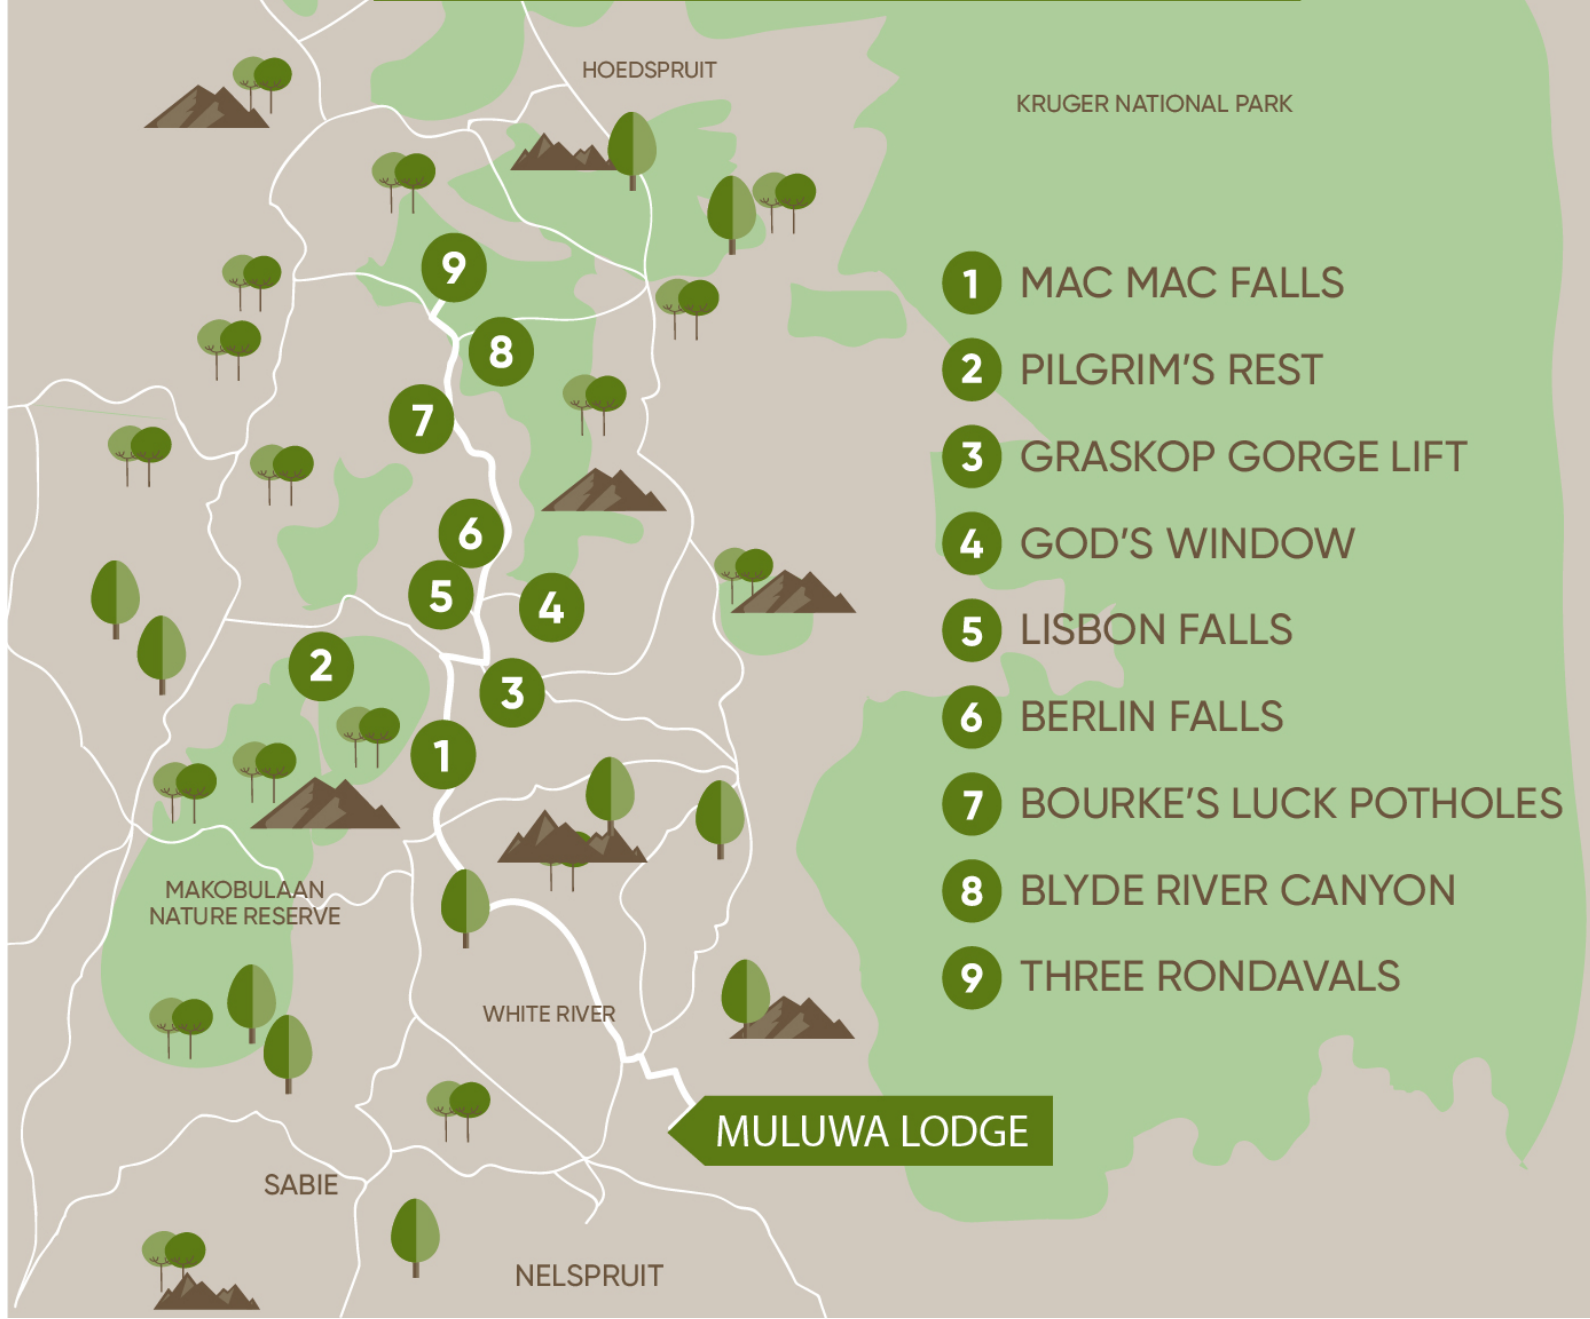 HOEDSPRUIT
KRUGER NATIONAL PARK
9
8
7
6
5
4
2
3
1
1 MAC MAC FALLS
2 PILGRIM'S REST
3 GRASKOP GORGE LIFT
4 GOD'S WINDOW
5 LISBON FALLS
6 BERLIN FALLS
7 BOURKE'S LUCK POTHOLES
8 BLYDE RIVER CANYON
9 THREE RONDAVALS
MAKOBULAAN
NATURE RESERVE
WHITE RIVER
MULUWA LODGE
SABIE
NELSPRUIT